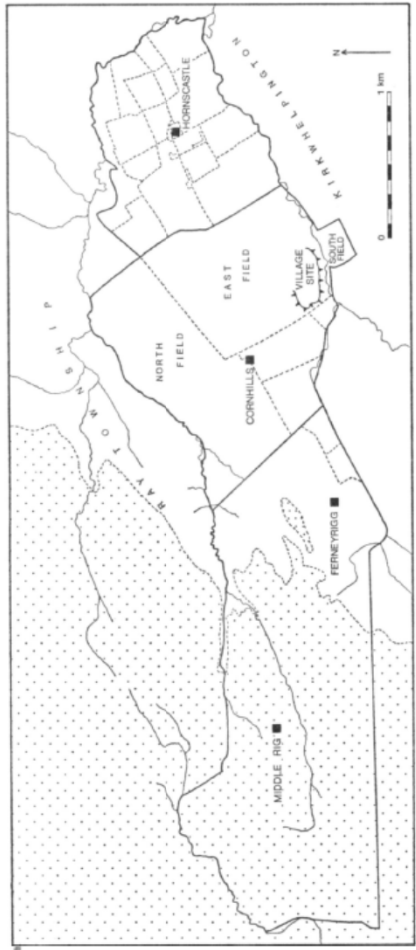 RAY TOWNSHIP
HORNSCASTLE
KIRKWHELPINGTON
N
0 1 km
NORTH
FIELD
EAST
FIELD
VILLAGE
SITE
SOUTH
FIELD
CORNHILLS
FERNEYRIGG
MIDDLE RIG